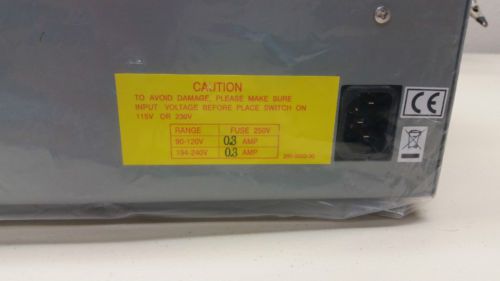 CAUTION
TO AVOID DAMAGE, PLEASE MAKE SURE
INPUT VOLTAGE BEFORE PLACE SWITCH ON
115V OR 230V
RANGE FUSE 250V
90-120V 0.3 AMP
194-240V 0.3 AMP
CE